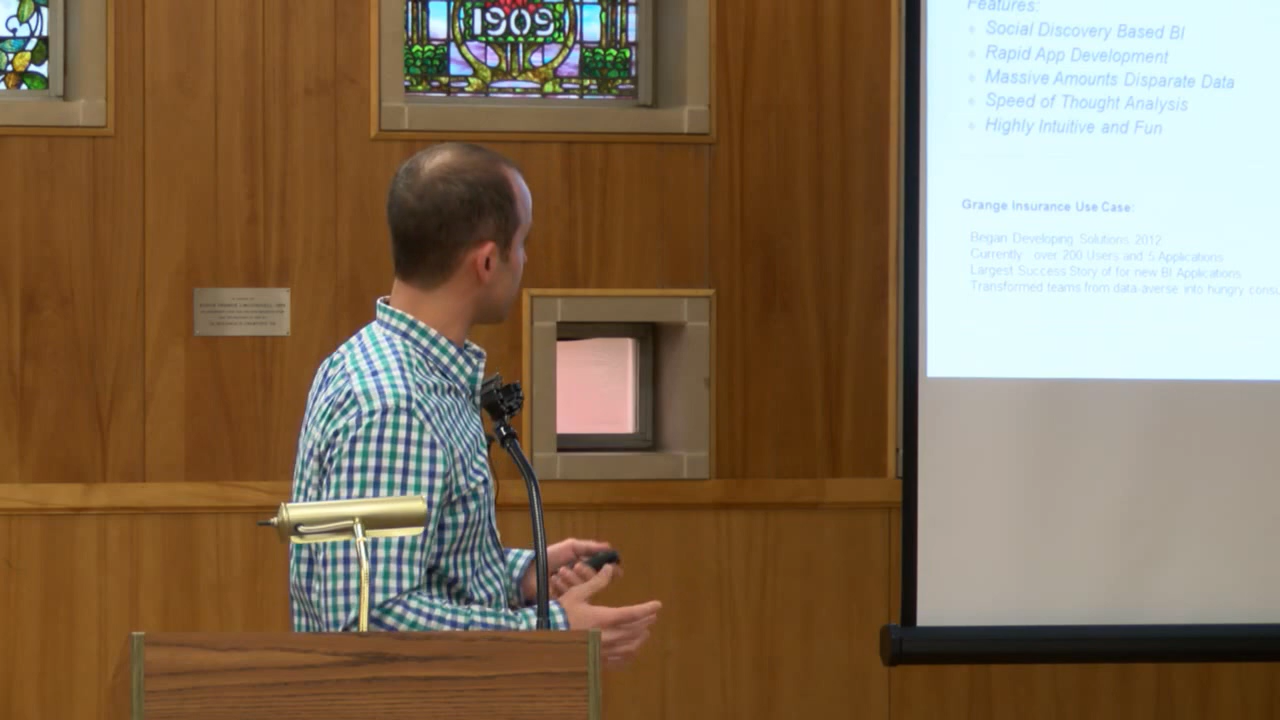 1909
Features:
Social Discovery Based BI
Rapid App Development
Massive Amounts Disparate Data
Speed of Thought Analysis
Highly Intuitive and Fun
Grange Insurance Use Case:
Began Developing Solutions 2012
Currently over 200 Users and 5 Applications
Largest Success Story of for new BI Applications
Transformed teams from data-averse into hungry